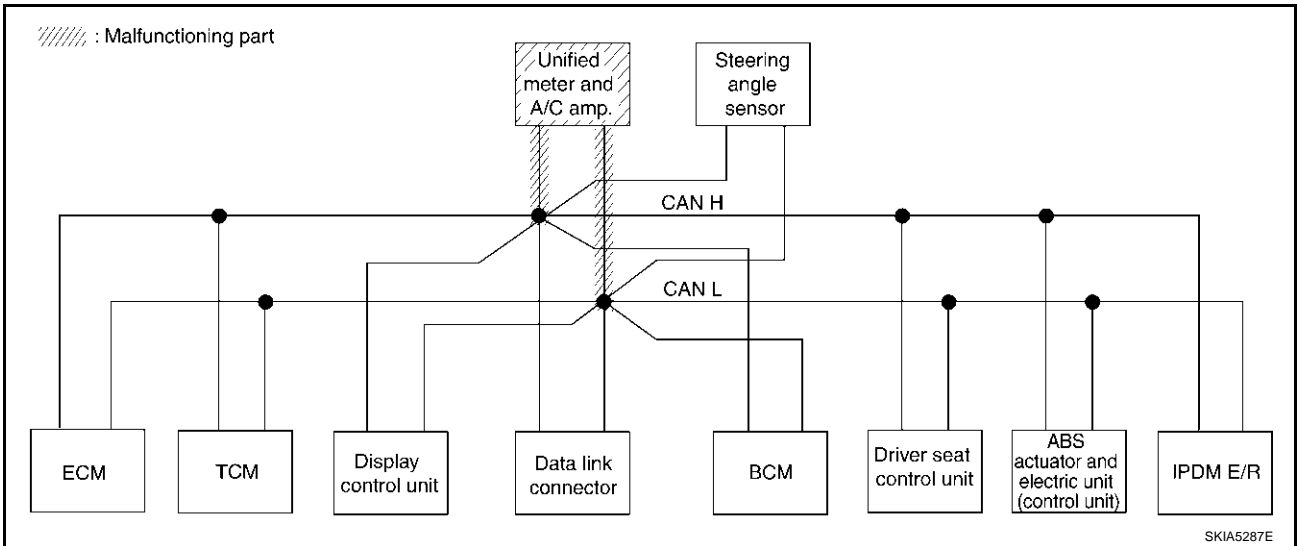 : Malfunctioning part
Unified
meter and
A/C amp.
Steering
angle
sensor
CAN H
CAN L
ECM
TCM
Display
control unit
Data link
connector
BCM
Driver seat
control unit
ABS
actuator and
electric unit
(control unit)
IPDM E/R
SKIA5287E